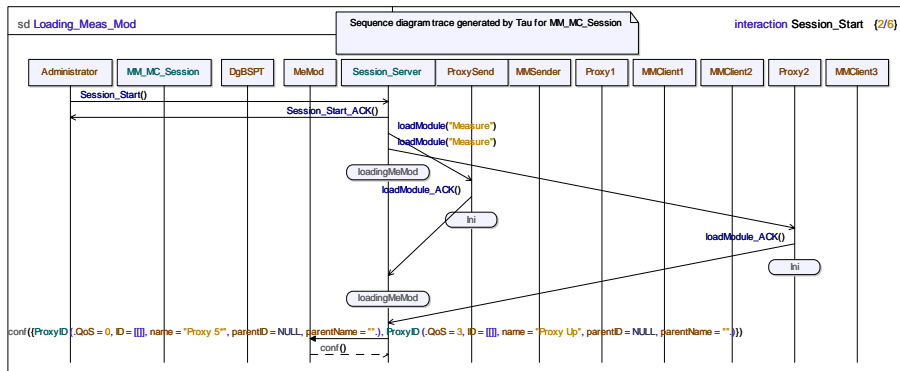 sd Loading_Meas_Mod
Sequence diagram trace generated by Tau for MM_MC_Session
interaction Session_Start {2/6}
Administrator
MM_MC_Session
DgBSPT
MeMod
Session_Server
ProxySend
MMSender
Proxy1
MMClient1
MMClient2
Proxy2
MMClient3
Session_Start()
Session_Start_ACK()
loadModule("Measure")
loadModule("Measure")
loadingMeMod
loadModule_ACK()
Ini
loadModule_ACK()
Ini
loadingMeMod
conf({ProxyID (.QoS = 0, ID = [[]], name = "Proxy 5*", parentID = NULL, parentName = "".), ProxyID (.QoS = 3, ID = [[]], name = "Proxy Up", parentID = NULL, parentName = "".)})
conf()